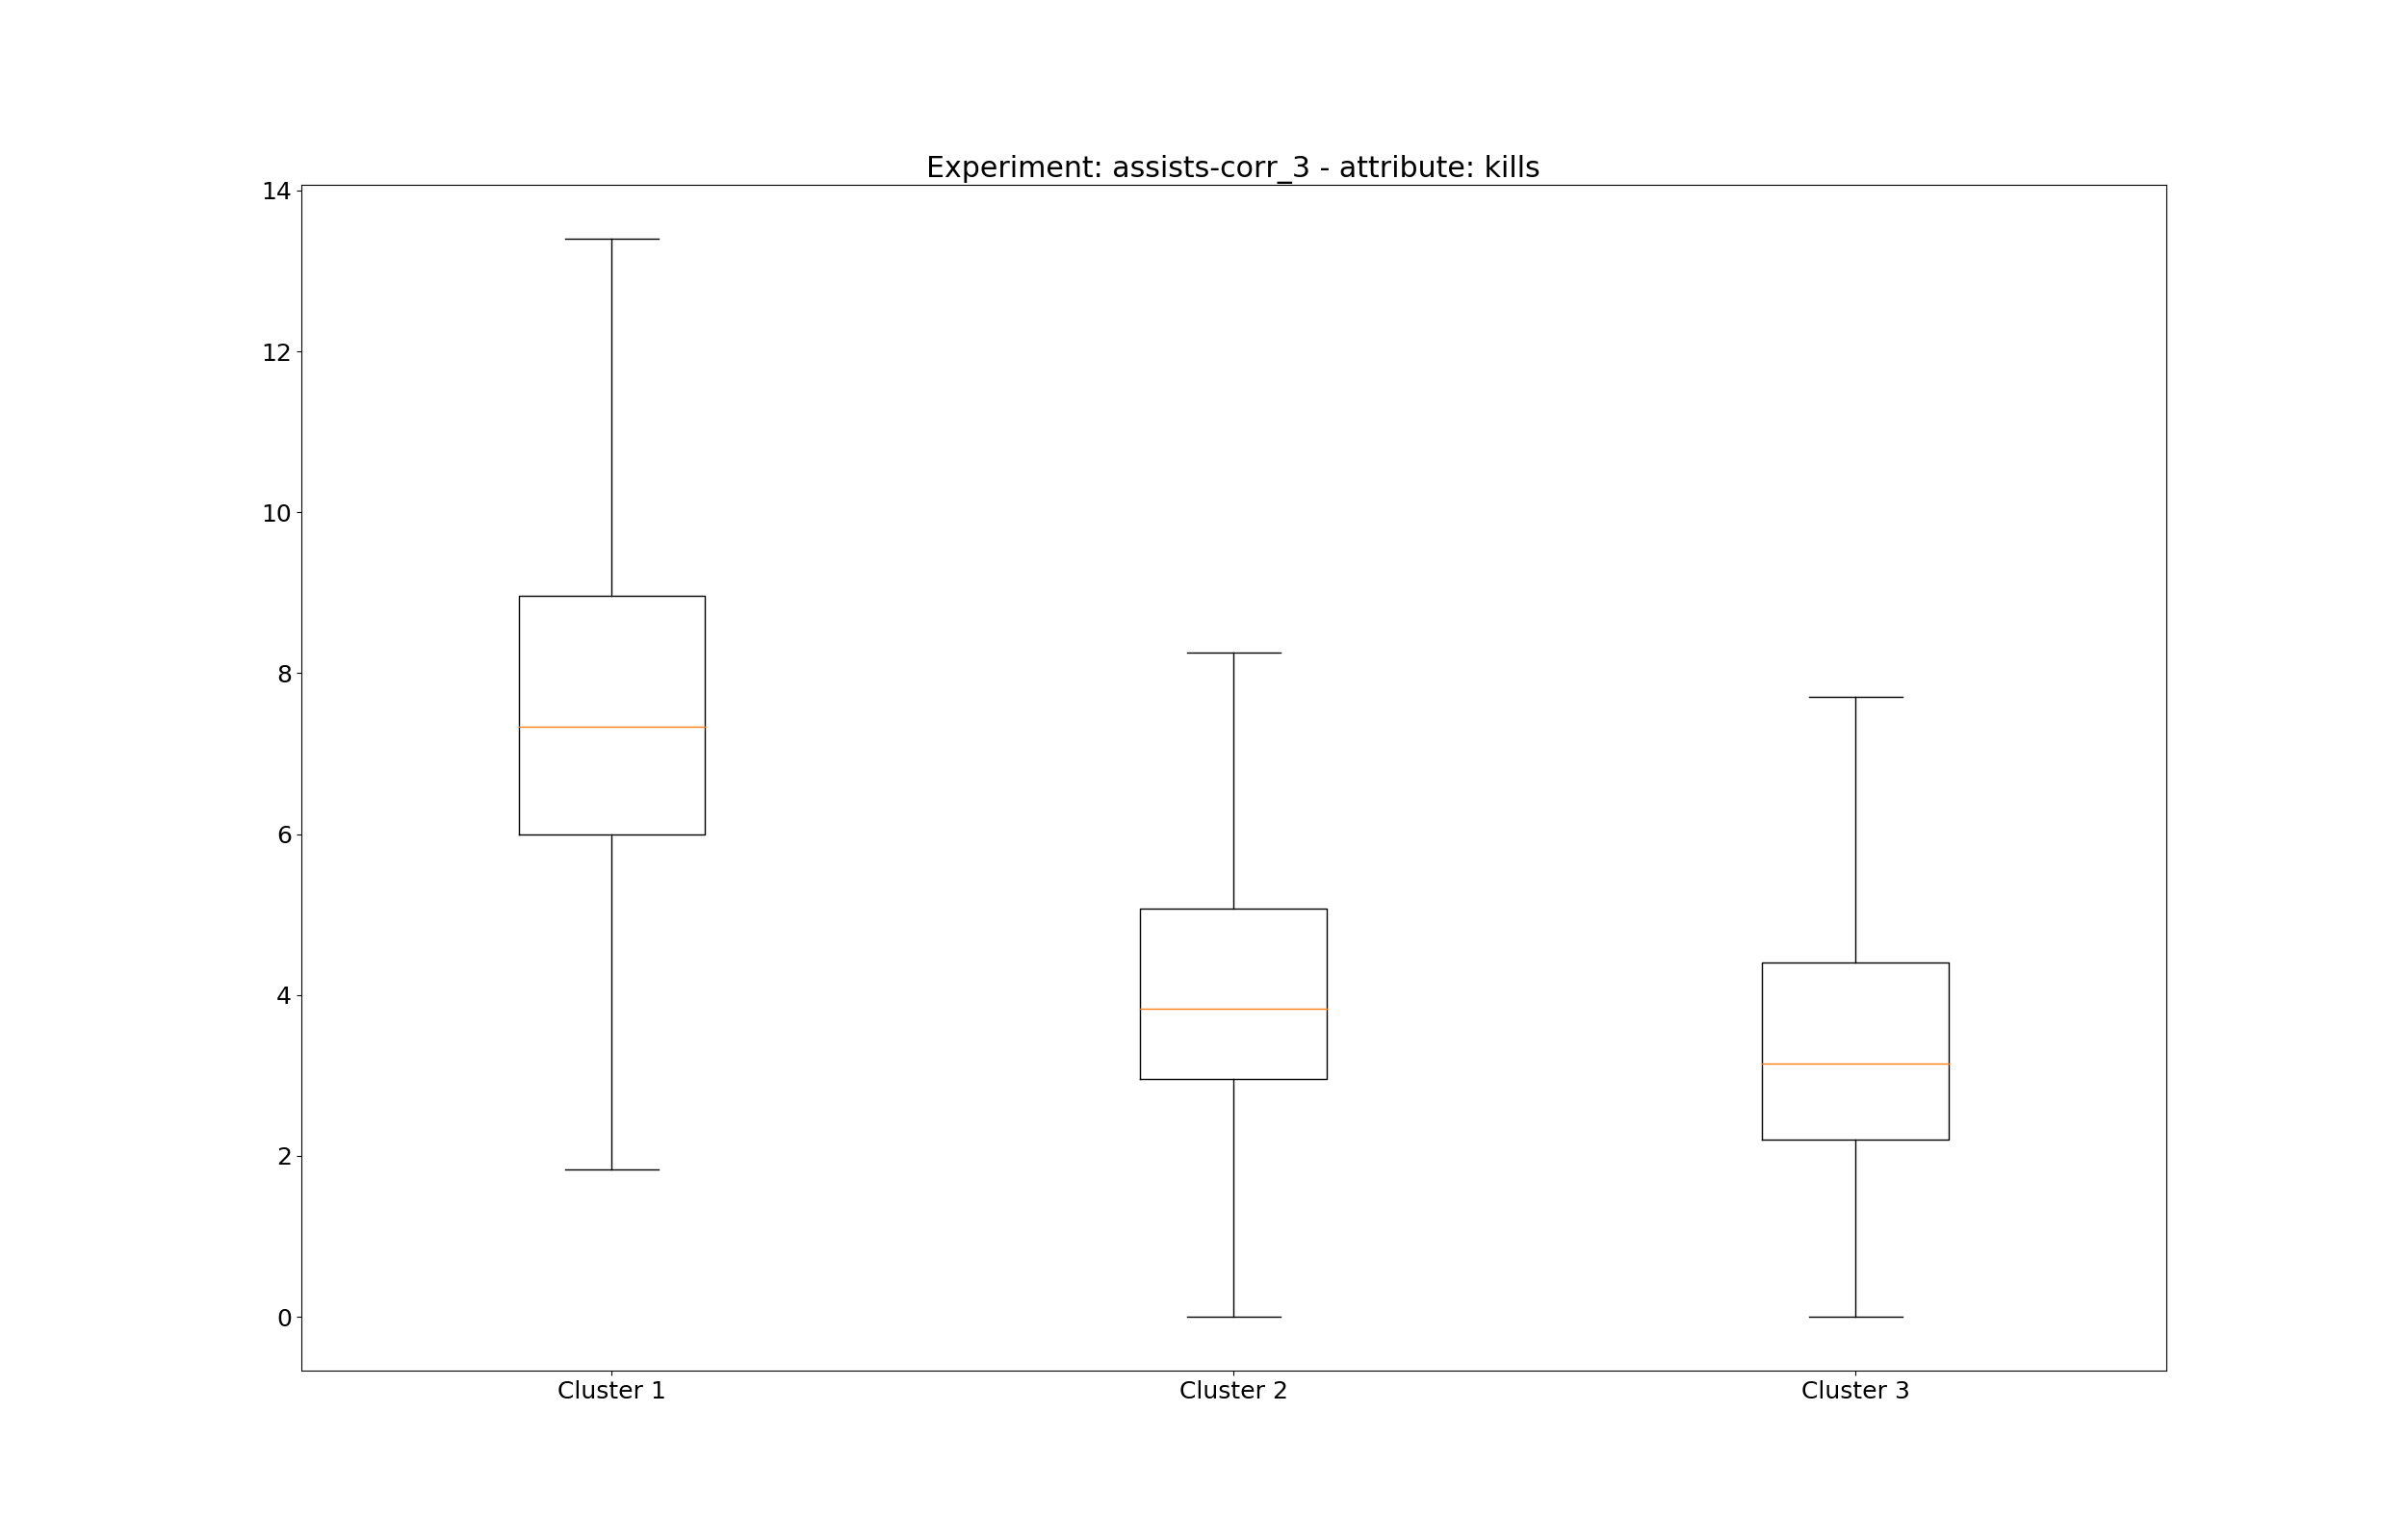 Experiment: assists-corr_3 - attribute: kills
14
12
10
8
6
4
2
0
Cluster 1
Cluster 2
Cluster 3